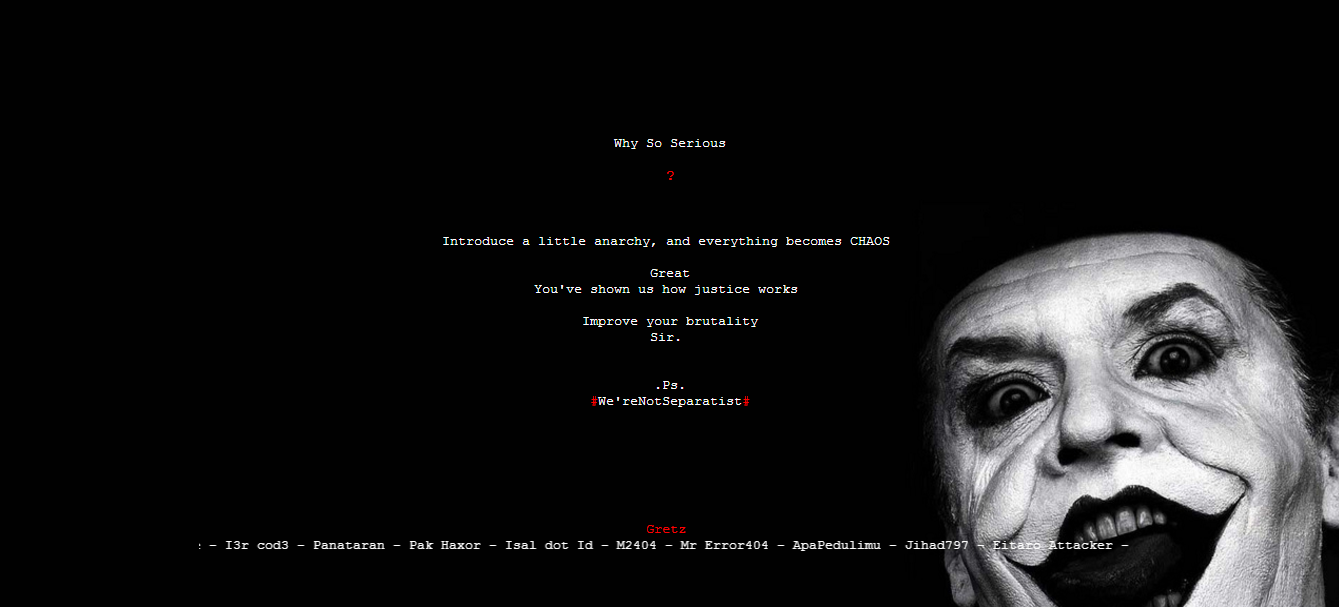 Why So Serious
?
Introduce a little anarchy, and everything becomes CHAOS
Great
You've shown us how justice works
Improve your brutality
Sir.
.Ps.
#We'reNotSeparatist#
Gretz
- I3r cod3 - Panataran - Pak Haxor - Isal dot Id - M2404 - Mr Error404 - ApaPedulimu - Jihad797 - Eitaro Attacker -